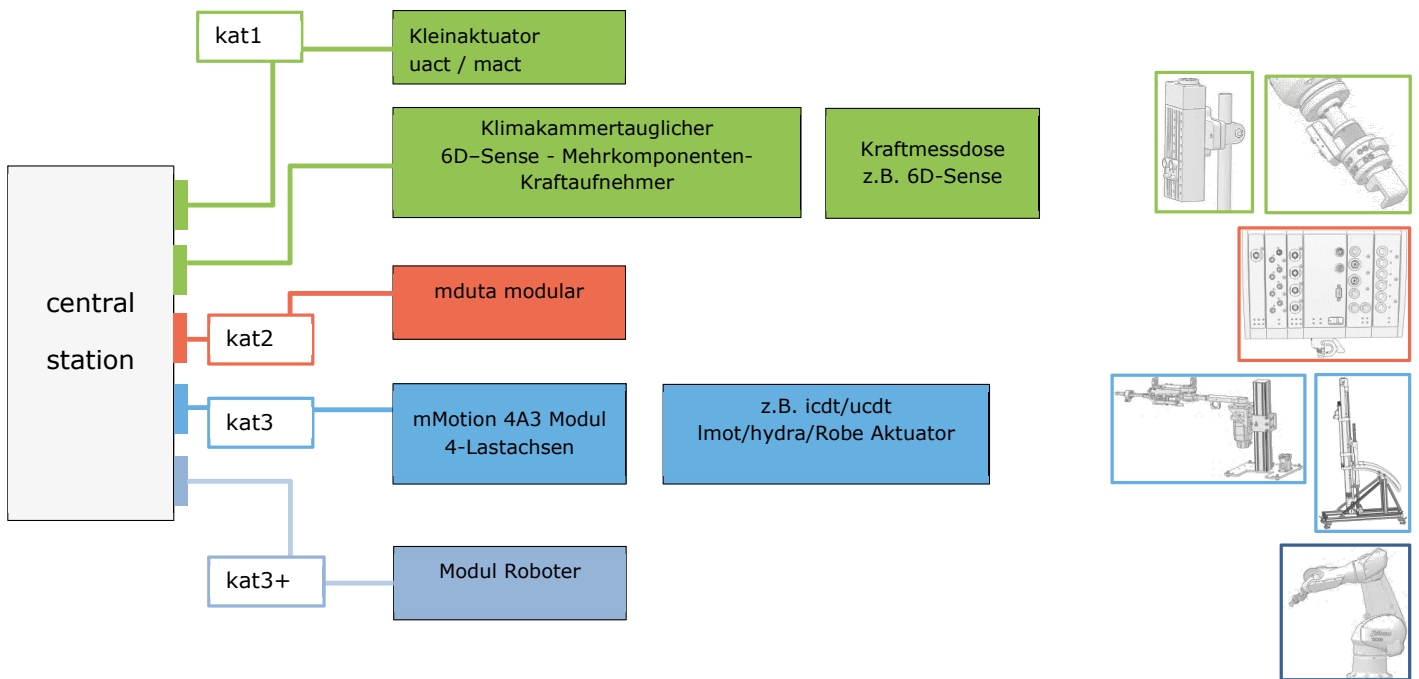 kat1
Kleinaktuator
uact / mact
Klimakammertauglicher
6D–Sense - Mehrkomponenten-
Kraftaufnehmer
Kraftmessdose
z.B. 6D-Sense
central
station
mduta modular
kat2
kat3
mMotion 4A3 Modul
4-Lastachsen
z.B. icdt/ucdt
lmot/hydra/Robe Aktuator
kat3+
Modul Roboter